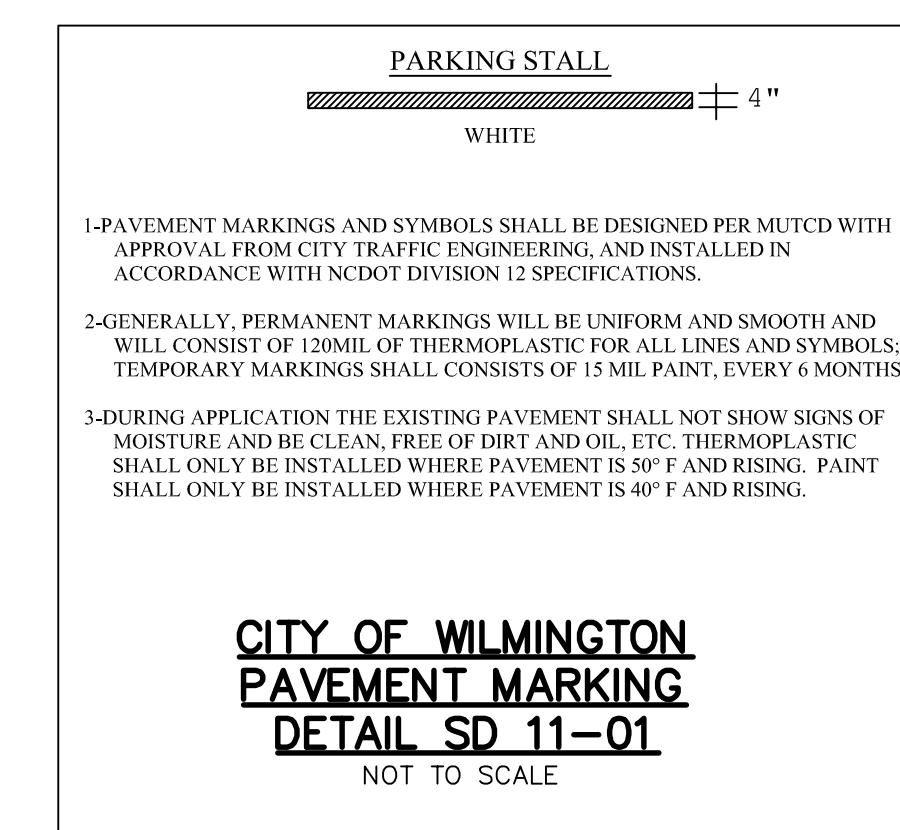 PARKING STALL
4"
WHITE
1-PAVEMENT MARKINGS AND SYMBOLS SHALL BE DESIGNED PER MUTCD WITH
APPROVAL FROM CITY TRAFFIC ENGINEERING, AND INSTALLED IN
ACCORDANCE WITH NCDOT DIVISION 12 SPECIFICATIONS.
2-GENERALLY, PERMANENT MARKINGS WILL BE UNIFORM AND SMOOTH AND
WILL CONSIST OF 120MIL OF THERMOPLASTIC FOR ALL LINES AND SYMBOLS;
TEMPORARY MARKINGS SHALL CONSISTS OF 15 MIL PAINT, EVERY 6 MONTHS
3-DURING APPLICATION THE EXISTING PAVEMENT SHALL NOT SHOW SIGNS OF
MOISTURE AND BE CLEAN, FREE OF DIRT AND OIL, ETC. THERMOPLASTIC
SHALL ONLY BE INSTALLED WHERE PAVEMENT IS 50° F AND RISING. PAINT
SHALL ONLY BE INSTALLED WHERE PAVEMENT IS 40° F AND RISING.
CITY OF WILMINGTON
PAVEMENT MARKING
DETAIL SD 11-01
NOT TO SCALE